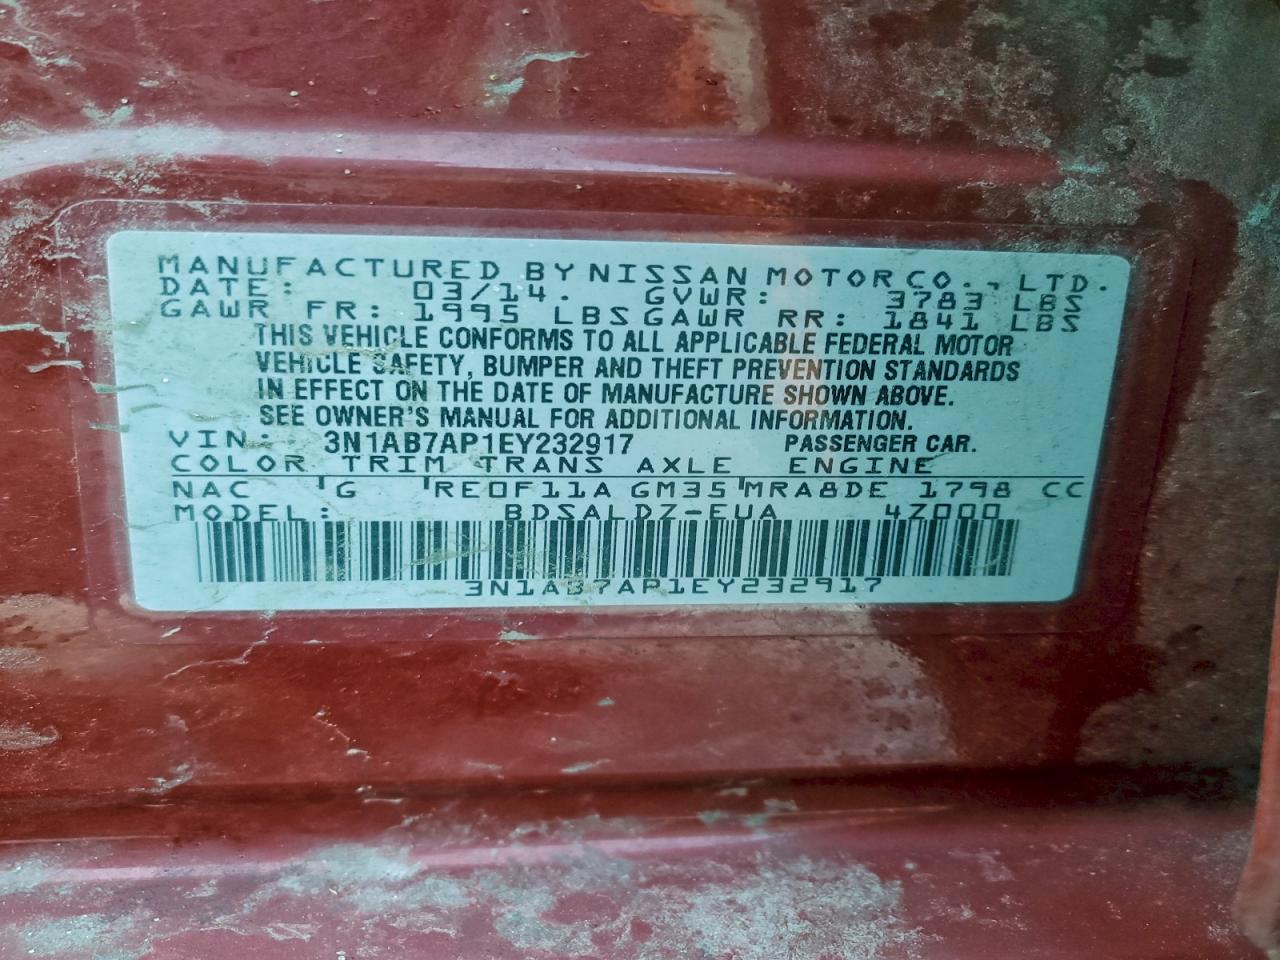 MANUFACTURED BY NISSAN MOTOR CO., LTD.
DATE: 03/14. GVWR: 3783 LBS
GAWR FR: 1995 LBS GAWR RR: 1841 LBS
THIS VEHICLE CONFORMS TO ALL APPLICABLE FEDERAL MOTOR
VEHICLE SAFETY, BUMPER AND THEFT PREVENTION STANDARDS
IN EFFECT ON THE DATE OF MANUFACTURE SHOWN ABOVE.
SEE OWNER'S MANUAL FOR ADDITIONAL INFORMATION.
VIN: 3N1AB7AP1EY232917 PASSENGER CAR.
COLOR TRIM TRANS AXLE ENGINE
NAC 'G 'RE0F11A GM35 'MRA8DE 1798 CC
MODEL: BDSALDZ-EUA 4Z000
3N1AB7AP1EY232917